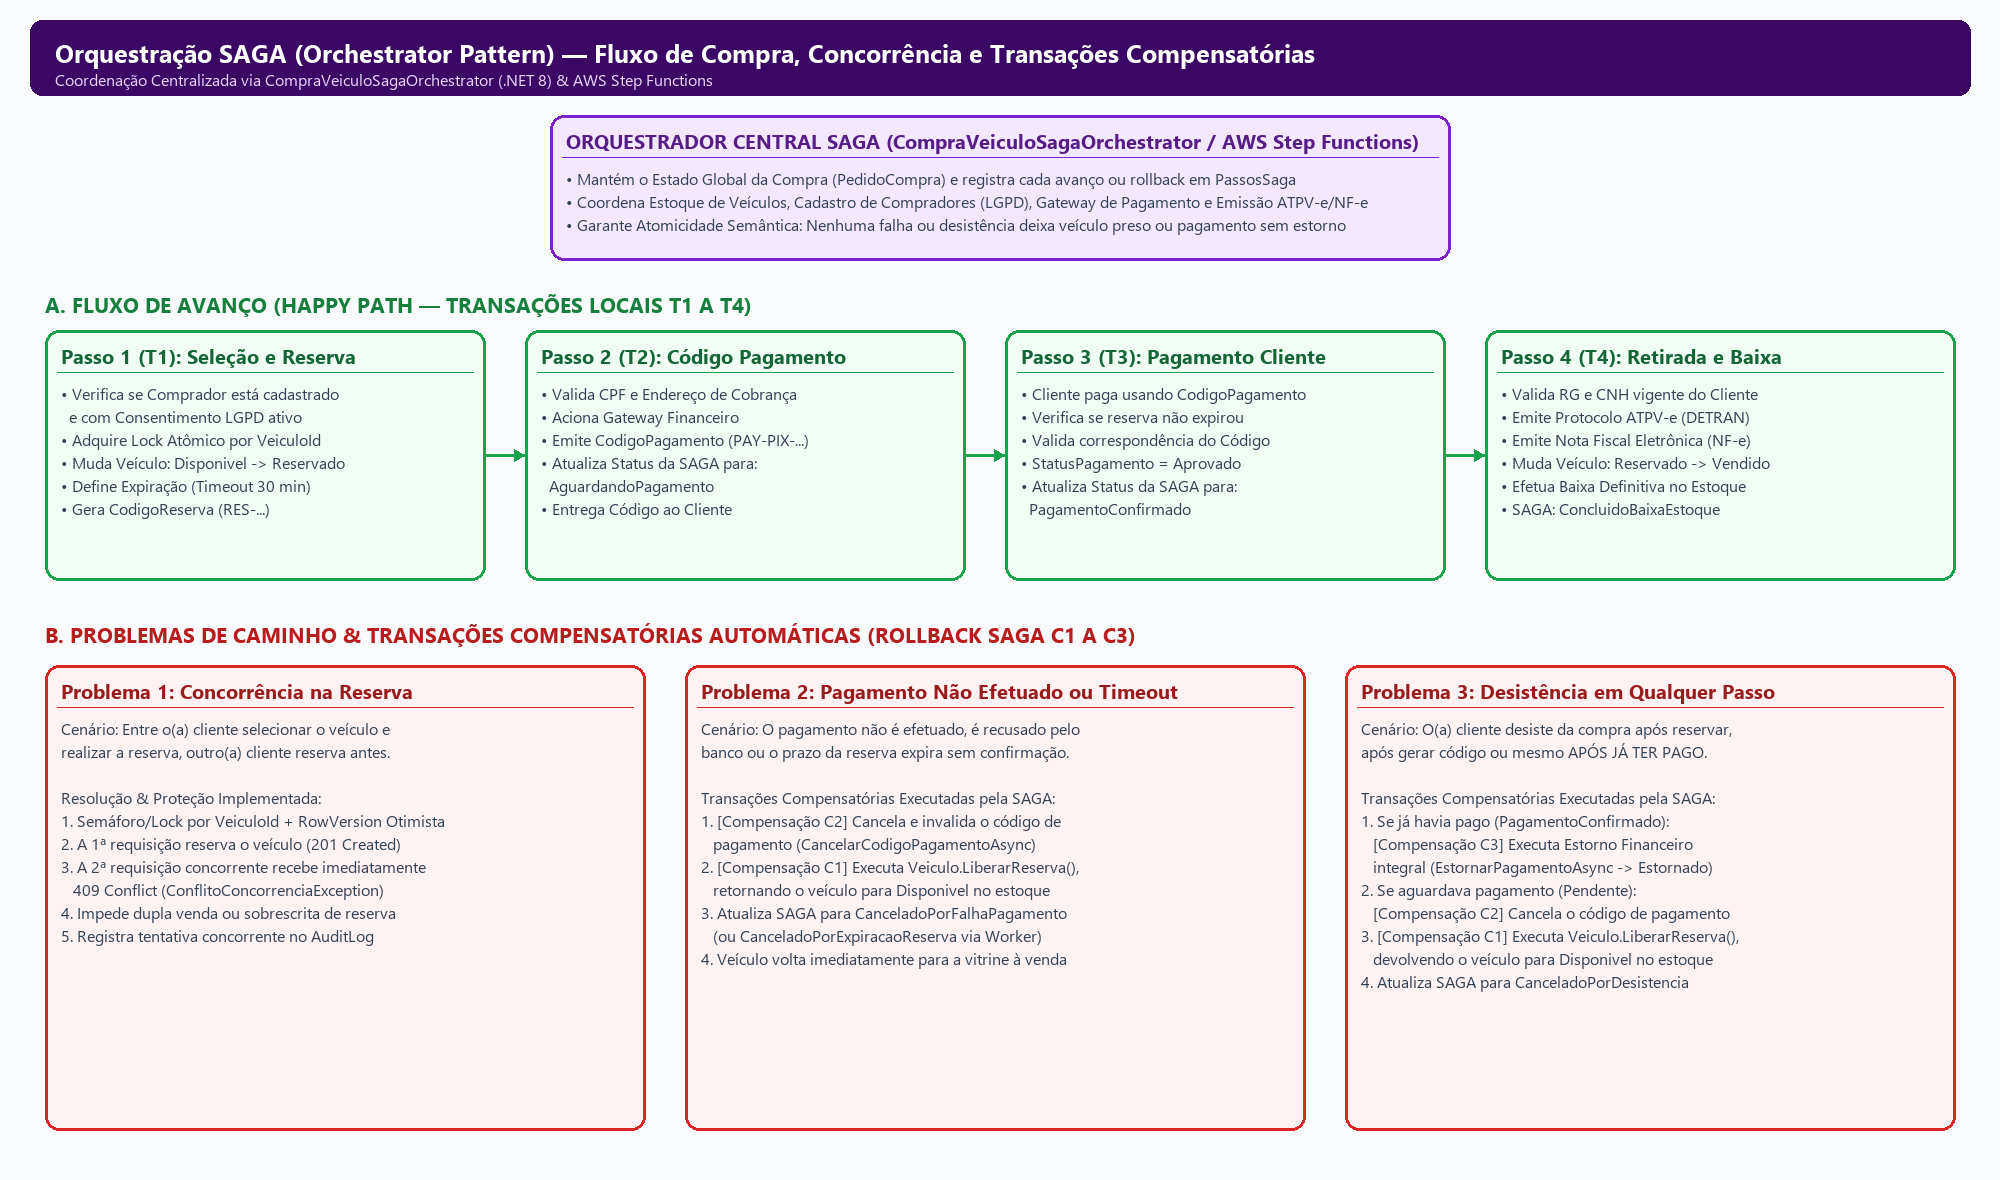 Orquestração SAGA (Orchestrator Pattern) — Fluxo de Compra, Concorrência e Transações Compensatórias
Coordenação Centralizada via CompraVeiculoSagaOrchestrator (.NET 8) & AWS Step Functions
ORQUESTRADOR CENTRAL SAGA (CompraVeiculoSagaOrchestrator / AWS Step Functions)
• Mantém o Estado Global da Compra (PedidoCompra) e registra cada avanço ou rollback em PassosSaga
• Coordena Estoque de Veículos, Cadastro de Compradores (LGPD), Gateway de Pagamento e Emissão ATPV-e/NF-e
• Garante Atomicidade Semântica: Nenhuma falha ou desistência deixa veículo preso ou pagamento sem estorno
A. FLUXO DE AVANÇO (HAPPY PATH — TRANSAÇÕES LOCAIS T1 A T4)
Passo 1 (T1): Seleção e Reserva
• Verifica se Comprador está cadastrado
e com Consentimento LGPD ativo
• Adquire Lock Atômico por VeiculoId
• Muda Veículo: Disponivel -> Reservado
• Define Expiração (Timeout 30 min)
• Gera CodigoReserva (RES-...)
Passo 2 (T2): Código Pagamento
• Valida CPF e Endereço de Cobrança
• Aciona Gateway Financeiro
• Emite CodigoPagamento (PAY-PIX-...)
• Atualiza Status da SAGA para:
AguardandoPagamento
• Entrega Código ao Cliente
Passo 3 (T3): Pagamento Cliente
• Cliente paga usando CodigoPagamento
• Verifica se reserva não expirou
• Valida correspondência do Código
• StatusPagamento = Aprovado
• Atualiza Status da SAGA para:
PagamentoConfirmado
Passo 4 (T4): Retirada e Baixa
• Valida RG e CNH vigente do Cliente
• Emite Protocolo ATPV-e (DETRAN)
• Emite Nota Fiscal Eletrônica (NF-e)
• Muda Veículo: Reservado -> Vendido
• Efetua Baixa Definitiva no Estoque
• SAGA: ConcluidoBaixaEstoque
B. PROBLEMAS DE CAMINHO & TRANSAÇÕES COMPENSATÓRIAS AUTOMÁTICAS (ROLLBACK SAGA C1 A C3)
Problema 1: Concorrência na Reserva
Cenário: Entre o(a) cliente selecionar o veículo e
realizar a reserva, outro(a) cliente reserva antes.
Resolução & Proteção Implementada:
1. Semáforo/Lock por VeiculoId + RowVersion Otimista
2. A 1ª requisição reserva o veículo (201 Created)
3. A 2ª requisição concorrente recebe imediatamente
409 Conflict (ConflitoConcorrenciaException)
4. Impede dupla venda ou sobrescrita de reserva
5. Registra tentativa concorrente no AuditLog
Problema 2: Pagamento Não Efetuado ou Timeout
Cenário: O pagamento não é efetuado, é recusado pelo
banco ou o prazo da reserva expira sem confirmação.
Transações Compensatórias Executadas pela SAGA:
1. [Compensação C2] Cancela e invalida o código de
pagamento (CancelarCodigoPagamentoAsync)
2. [Compensação C1] Executa Veiculo.LiberarReserva(),
retornando o veículo para Disponivel no estoque
3. Atualiza SAGA para CanceladoPorFalhaPagamento
(ou CanceladoPorExpiracaoReserva via Worker)
4. Veículo volta imediatamente para a vitrine à venda
Problema 3: Desistência em Qualquer Passo
Cenário: O(a) cliente desiste da compra após reservar,
após gerar código ou mesmo APÓS JÁ TER PAGO.
Transações Compensatórias Executadas pela SAGA:
1. Se já havia pago (PagamentoConfirmado):
[Compensação C3] Executa Estorno Financeiro
integral (EstornarPagamentoAsync -> Estornado)
2. Se aguardava pagamento (Pendente):
[Compensação C2] Cancela o código de pagamento
3. [Compensação C1] Executa Veiculo.LiberarReserva(),
devolvendo o veículo para Disponivel no estoque
4. Atualiza SAGA para CanceladoPorDesistencia